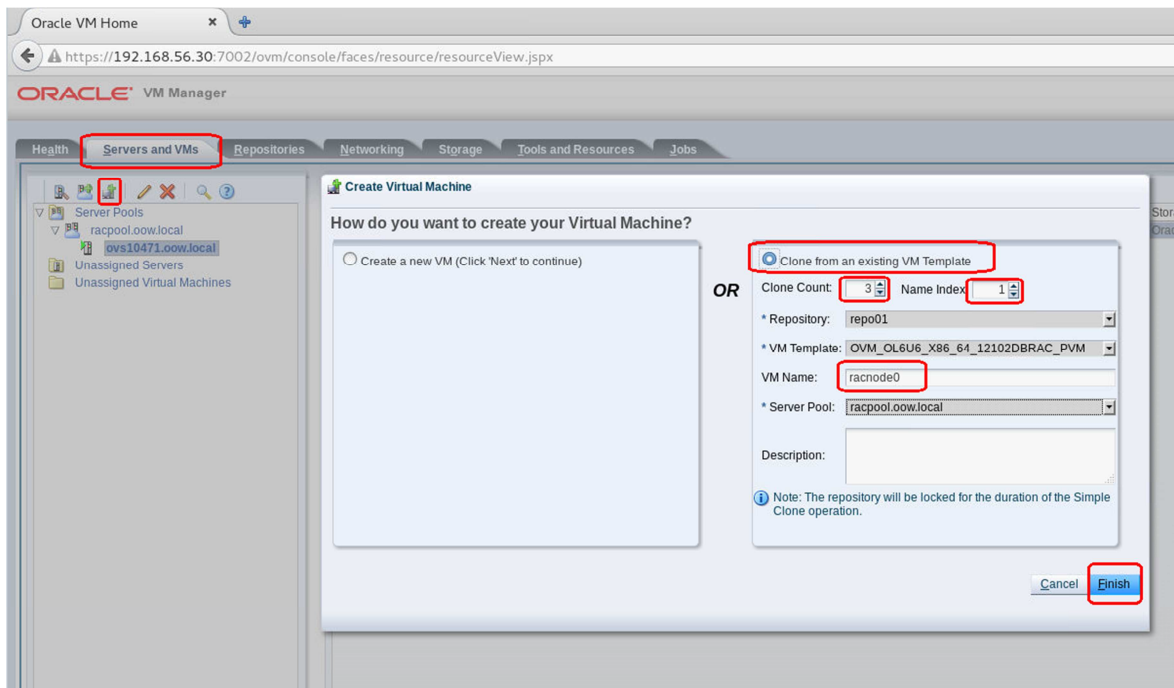 Oracle VM Home
https://192.168.56.30:7002/ovm/console/faces/resource/resourceView.jspx
ORACLE VM Manager
Health Servers and VMs Repositories Networking Storage Tools and Resources Jobs
Server Pools
racpool.oow.local
ovs10471.oow.local
Unassigned Servers
Unassigned Virtual Machines
Create Virtual Machine
How do you want to create your Virtual Machine?
Create a new VM (Click 'Next' to continue)
OR
Clone from an existing VM Template
Clone Count: 3 Name Index 1
* Repository: repo01
* VM Template: OVM_OL6U6_X86_64_12102DBRAC_PVM
VM Name: racnode0
* Server Pool: racpool.oow.local
Description:
Note: The repository will be locked for the duration of the Simple
Clone operation.
Cancel Finish